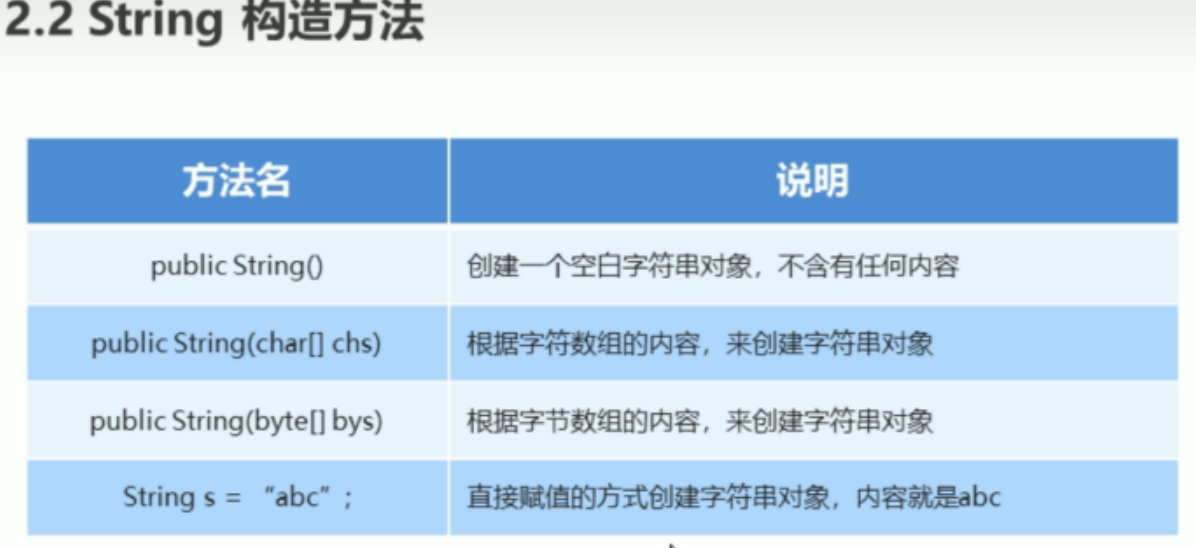 2.2 String 构造方法
方法名 说明
public String() 创建一个空白字符串对象，不含有任何内容
public String(char[] chs) 根据字符数组的内容，来创建字符串对象
public String(byte[] bys) 根据字节数组的内容，来创建字符串对象
String s = “abc”; 直接赋值的方式创建字符串对象，内容就是abc